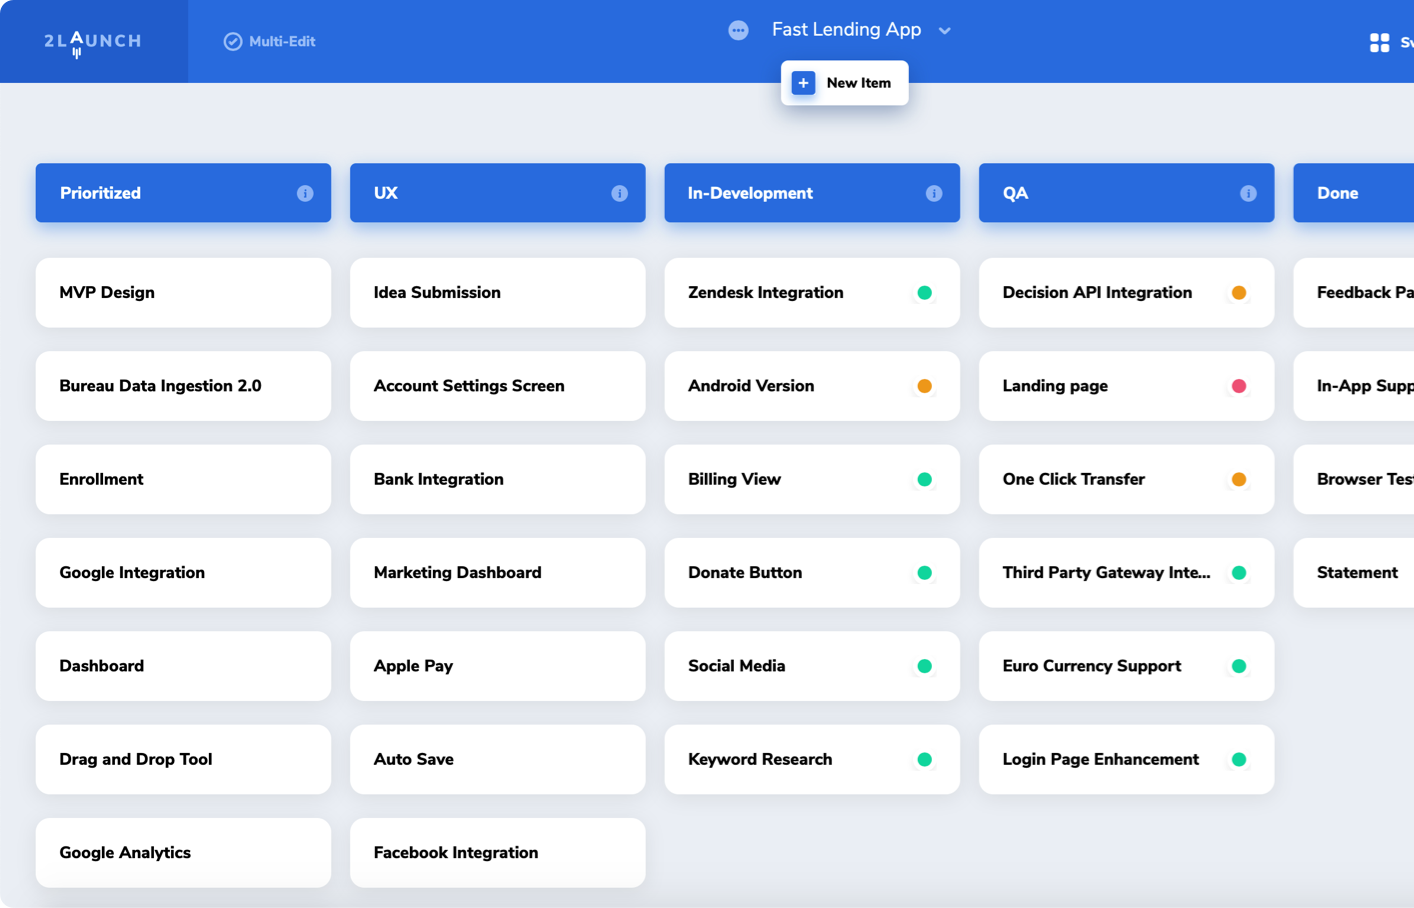 2LAUNCH
Multi-Edit
Fast Lending App
New Item
Prioritized
UX
In-Development
QA
Done
MVP Design
Idea Submission
Zendesk Integration
Decision API Integration
Feedback
Bureau Data Ingestion 2.0
Account Settings Screen
Android Version
Landing page
In-App
Enrollment
Bank Integration
Billing View
One Click Transfer
Browser
Google Integration
Marketing Dashboard
Donate Button
Third Party Gateway Inte...
Statement
Dashboard
Apple Pay
Social Media
Euro Currency Support
Drag and Drop Tool
Auto Save
Keyword Research
Login Page Enhancement
Google Analytics
Facebook Integration